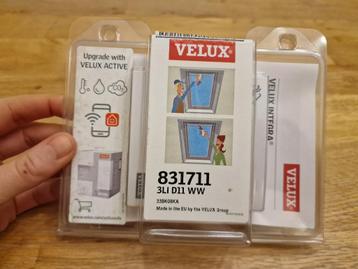 Upgrade with
VELUX ACTIVE
CO₂
VELUX®
831711
3LI D11 WW
Made in the EU by the VELUX Group
VELUX INTEGRA®
VELUX